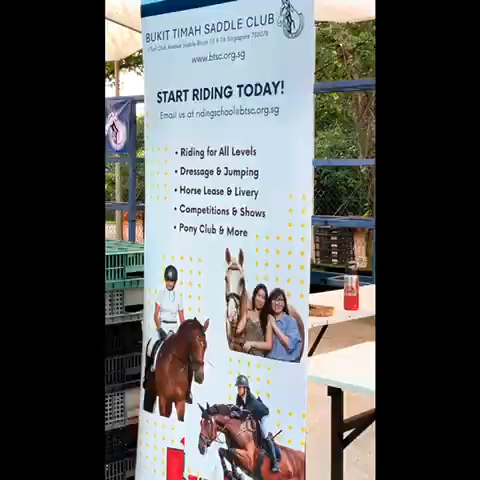 BUKIT TIMAH SADDLE CLUB
www.btsc.org.sg
START RIDING TODAY!
Email us at ridingschool@btsc.org.sg
• Riding for All Levels
• Dressage & Jumping
• Horse Lease & Livery
• Competitions & Shows
• Pony Club & More